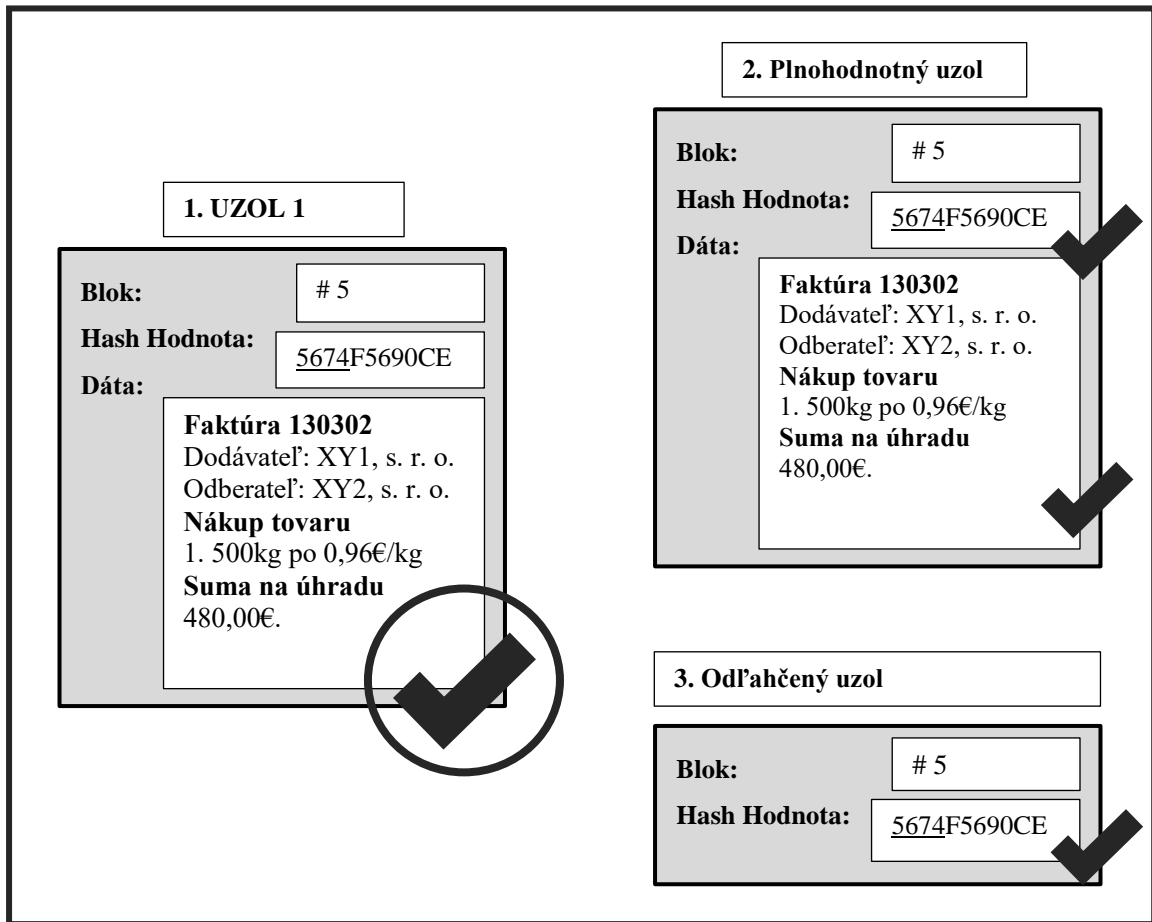 1. UZOL 1
Blok:
# 5
Hash Hodnota:
5674F5690CE
Dáta:
Faktúra 130302
Dodávateľ: XY1, s. r. o.
Odberateľ: XY2, s. r. o.
Nákup tovaru
1. 500kg po 0,96€/kg
Suma na úhradu
480,00€.
2. Plnohodnotný uzol
Blok:
# 5
Hash Hodnota:
5674F5690CE
Dáta:
Faktúra 130302
Dodávateľ: XY1, s. r. o.
Odberateľ: XY2, s. r. o.
Nákup tovaru
1. 500kg po 0,96€/kg
Suma na úhradu
480,00€.
3. Odľahčený uzol
Blok:
# 5
Hash Hodnota:
5674F5690CE